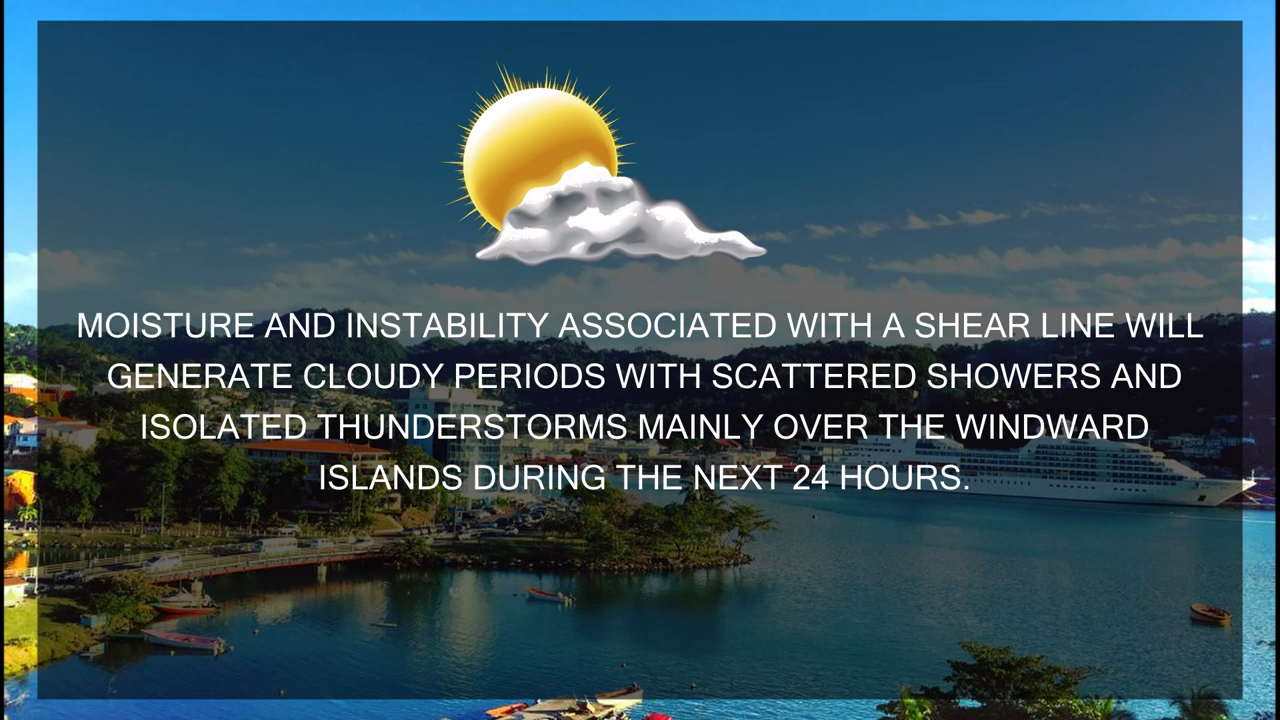 MOISTURE AND INSTABILITY ASSOCIATED WITH A SHEAR LINE WILL
GENERATE CLOUDY PERIODS WITH SCATTERED SHOWERS AND
ISOLATED THUNDERSTORMS MAINLY OVER THE WINDWARD
ISLANDS DURING THE NEXT 24 HOURS.